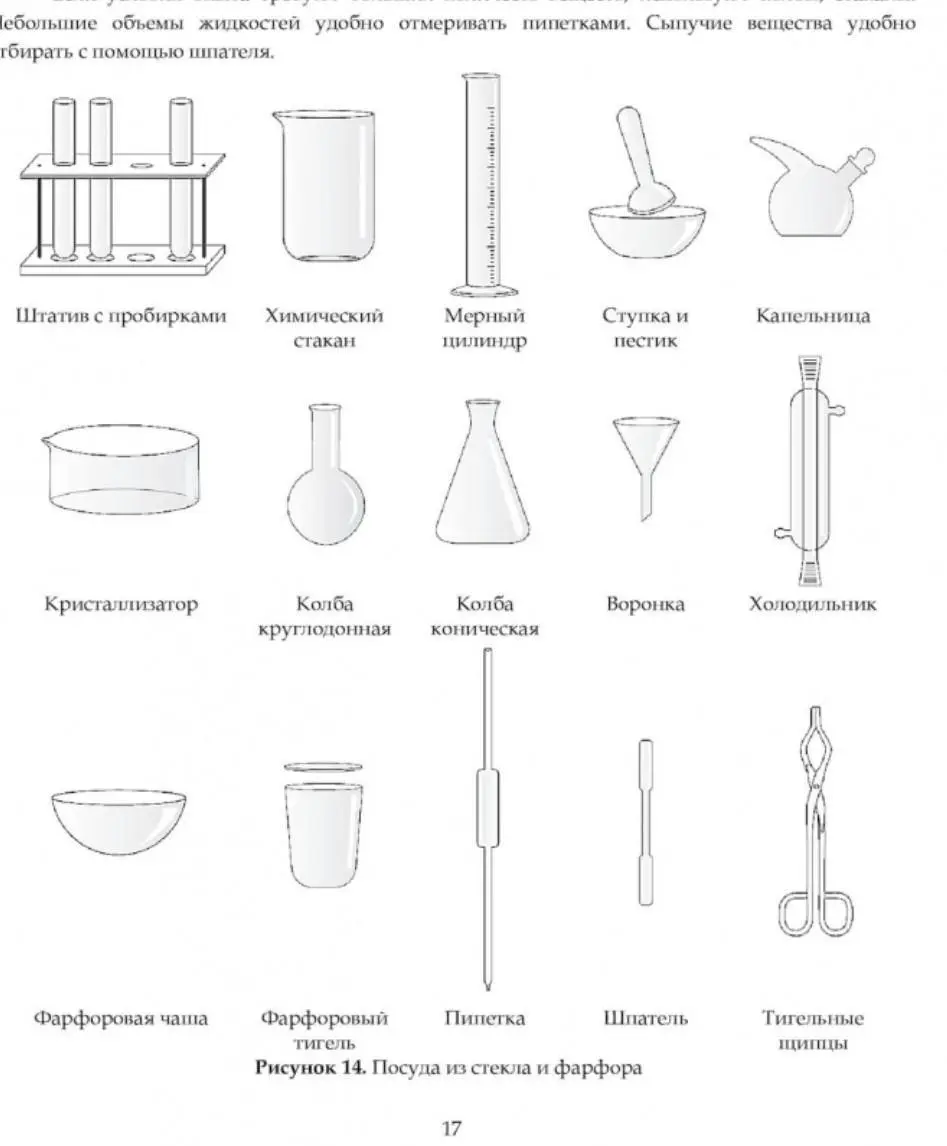 Небольшие объемы жидкостей удобно отмеривать пипетками. Сыпучие вещества удобно
отбирать с помощью шпателя.
Штатив с пробирками
Химический
стакан
Мерный
цилиндр
Ступка и
пестик
Капельница
Кристаллизатор
Колба
круглодонная
Колба
коническая
Воронка
Холодильник
Фарфоровая чаша
Фарфоровый
тигель
Пипетка
Шпатель
Тигельные
щипцы
Рисунок 14. Посуда из стекла и фарфора
17